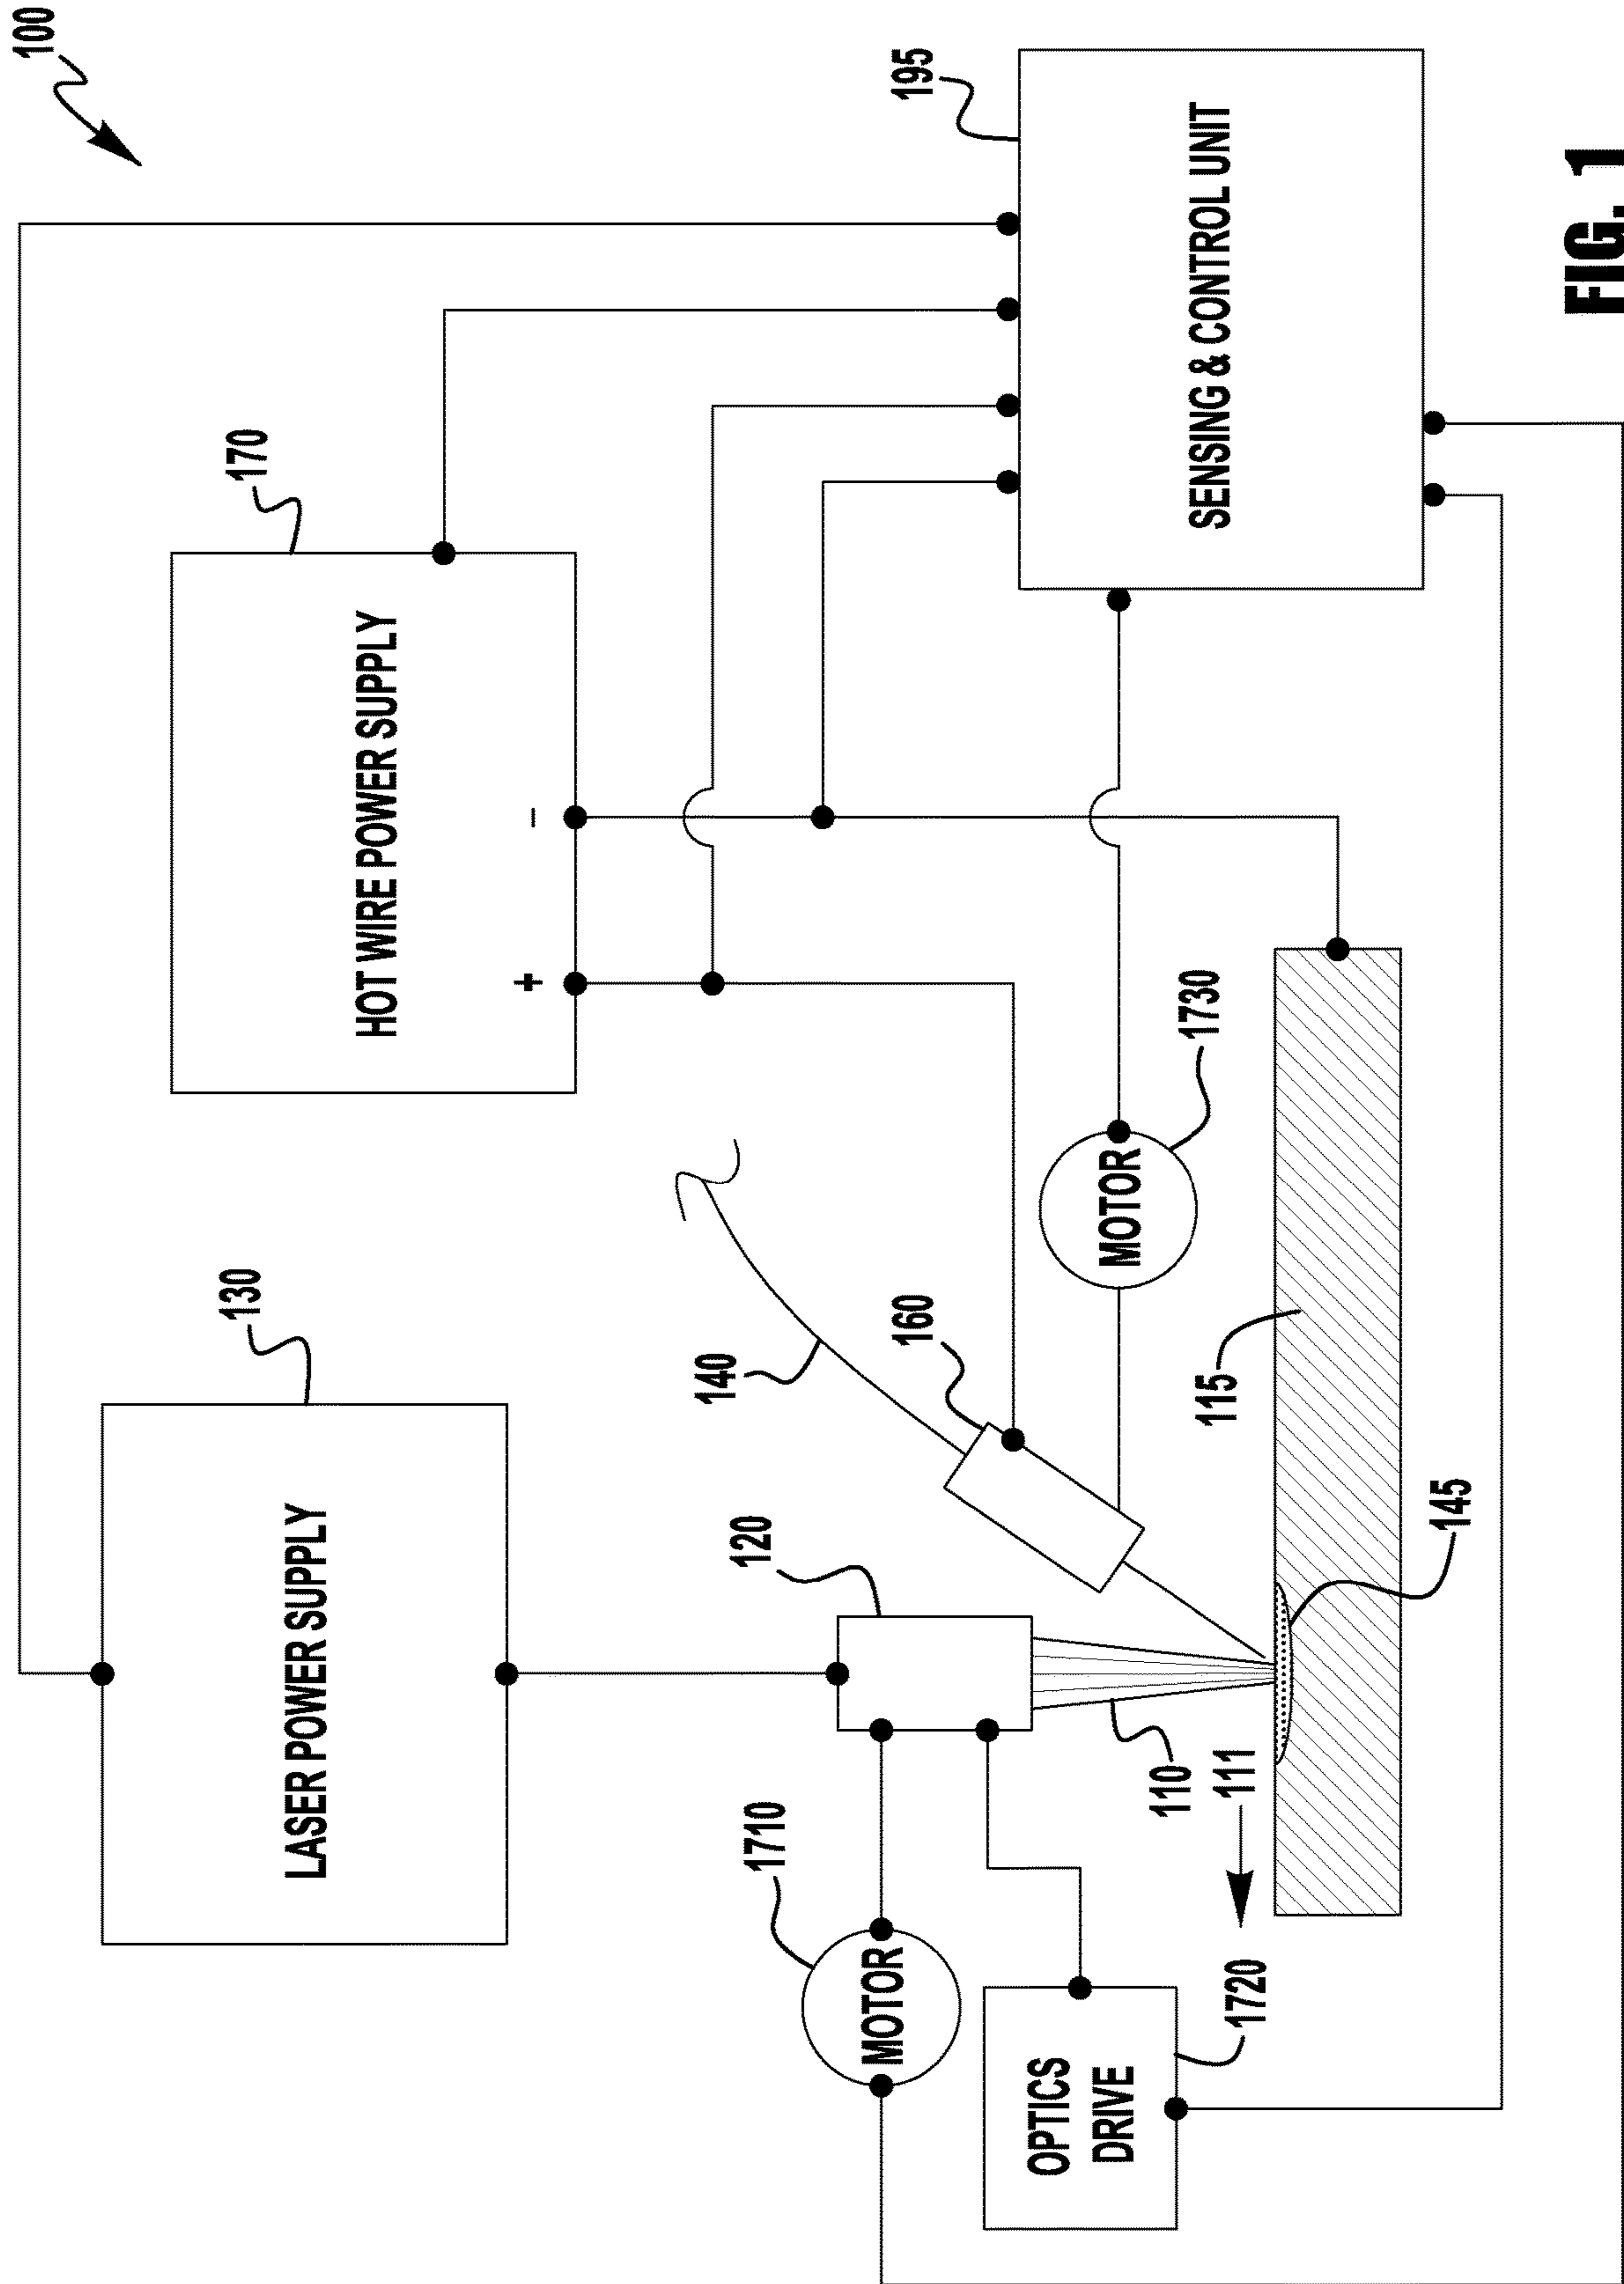 100
130
LASER POWER SUPPLY
170
HOT WIRE POWER SUPPLY
+
–
195
SENSING & CONTROL UNIT
140
120
160
1710
MOTOR
1730
MOTOR
OPTICS
DRIVE
1720
110
111
115
145
FIG. 1